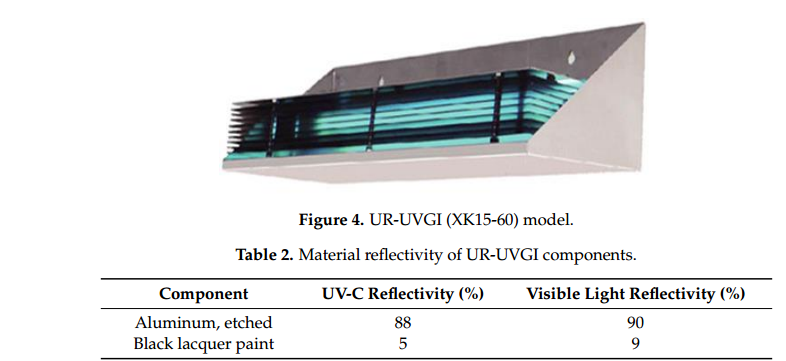 Figure 4. UR-UVGI (XK15-60) model.
Table 2. Material reflectivity of UR-UVGI components.
Component UV-C Reflectivity (%) Visible Light Reflectivity (%)
Aluminum, etched 88 90
Black lacquer paint 5 9